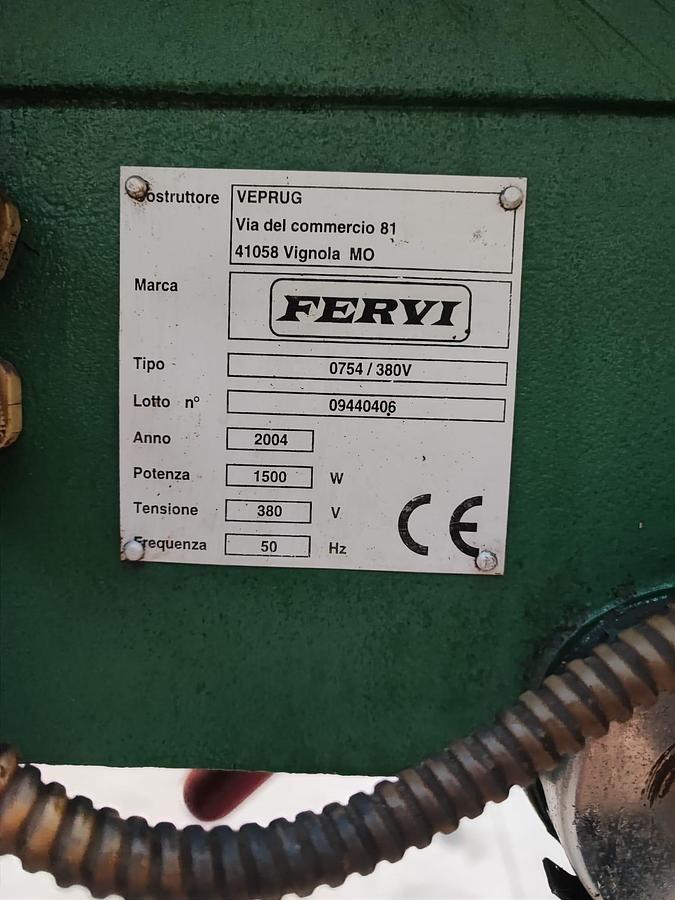 Costruttore VEPRUG
Via del commercio 81
41058 Vignola MO
Marca FERVI
Tipo 0754 / 380V
Lotto n° 09440406
Anno 2004
Potenza 1500 W
Tensione 380 V
Frequenza 50 Hz
CE